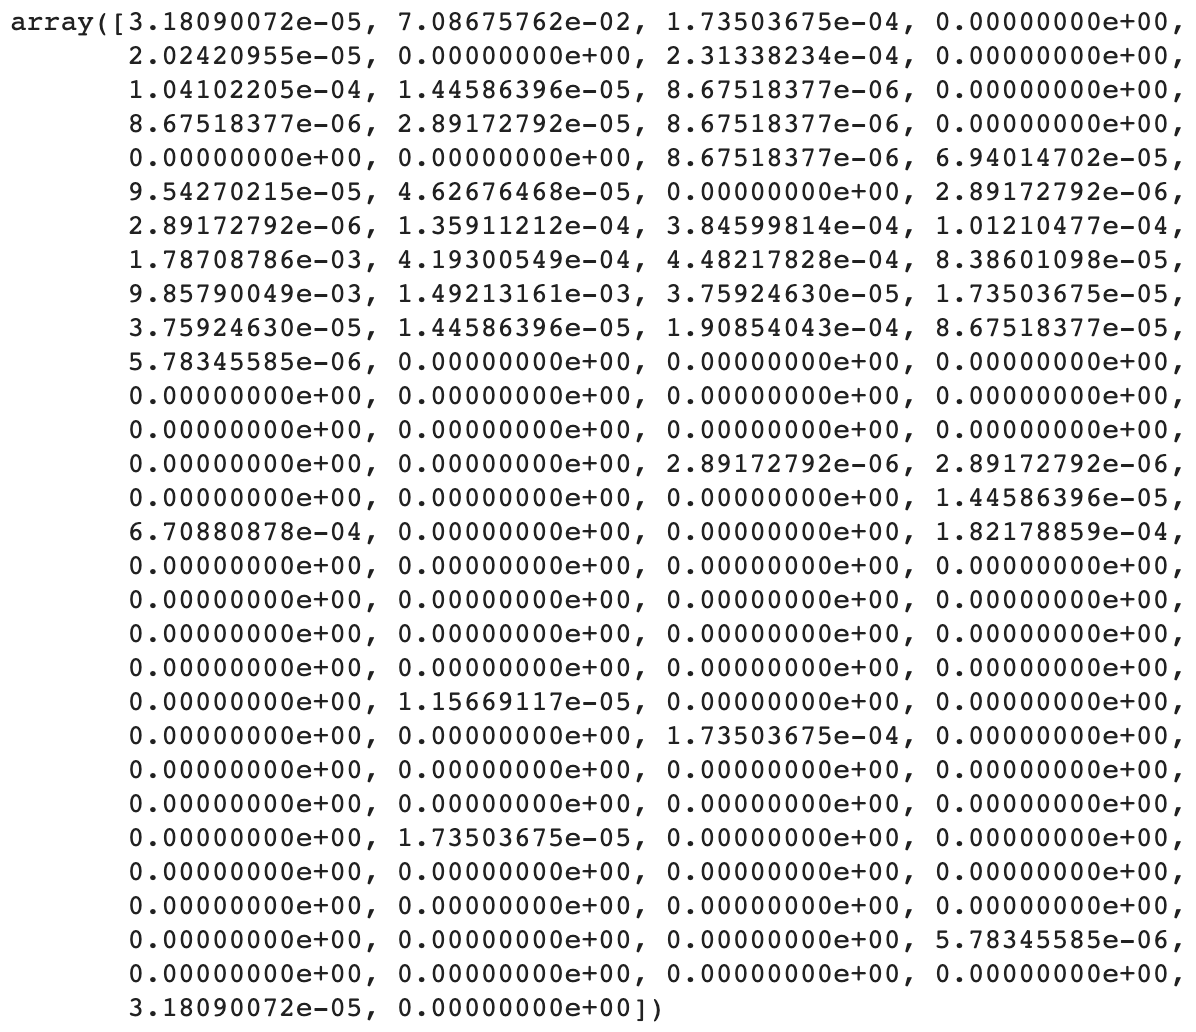 array([3.18090072e-05, 7.08675762e-02, 1.73503675e-04, 0.00000000e+00,
2.02420955e-05, 0.00000000e+00, 2.31338234e-04, 0.00000000e+00,
1.04102205e-04, 1.44586396e-05, 8.67518377e-06, 0.00000000e+00,
8.67518377e-06, 2.89172792e-05, 8.67518377e-06, 0.00000000e+00,
0.00000000e+00, 0.00000000e+00, 8.67518377e-06, 6.94014702e-05,
9.54270215e-05, 4.62676468e-05, 0.00000000e+00, 2.89172792e-06,
2.89172792e-06, 1.35911212e-04, 3.84599814e-04, 1.01210477e-04,
1.78708786e-03, 4.19300549e-04, 4.48217828e-04, 8.38601098e-05,
9.85790049e-03, 1.49213161e-03, 3.75924630e-05, 1.73503675e-05,
3.75924630e-05, 1.44586396e-05, 1.90854043e-04, 8.67518377e-05,
5.78345585e-06, 0.00000000e+00, 0.00000000e+00, 0.00000000e+00,
0.00000000e+00, 0.00000000e+00, 0.00000000e+00, 0.00000000e+00,
0.00000000e+00, 0.00000000e+00, 0.00000000e+00, 0.00000000e+00,
0.00000000e+00, 0.00000000e+00, 2.89172792e-06, 2.89172792e-06,
0.00000000e+00, 0.00000000e+00, 0.00000000e+00, 1.44586396e-05,
6.70880878e-04, 0.00000000e+00, 0.00000000e+00, 1.82178859e-04,
0.00000000e+00, 0.00000000e+00, 0.00000000e+00, 0.00000000e+00,
0.00000000e+00, 0.00000000e+00, 0.00000000e+00, 0.00000000e+00,
0.00000000e+00, 0.00000000e+00, 0.00000000e+00, 0.00000000e+00,
0.00000000e+00, 0.00000000e+00, 0.00000000e+00, 0.00000000e+00,
0.00000000e+00, 1.15669117e-05, 0.00000000e+00, 0.00000000e+00,
0.00000000e+00, 0.00000000e+00, 1.73503675e-04, 0.00000000e+00,
0.00000000e+00, 0.00000000e+00, 0.00000000e+00, 0.00000000e+00,
0.00000000e+00, 0.00000000e+00, 0.00000000e+00, 0.00000000e+00,
0.00000000e+00, 1.73503675e-05, 0.00000000e+00, 0.00000000e+00,
0.00000000e+00, 0.00000000e+00, 0.00000000e+00, 0.00000000e+00,
0.00000000e+00, 0.00000000e+00, 0.00000000e+00, 0.00000000e+00,
0.00000000e+00, 0.00000000e+00, 0.00000000e+00, 5.78345585e-06,
0.00000000e+00, 0.00000000e+00, 0.00000000e+00, 0.00000000e+00,
3.18090072e-05, 0.00000000e+00])